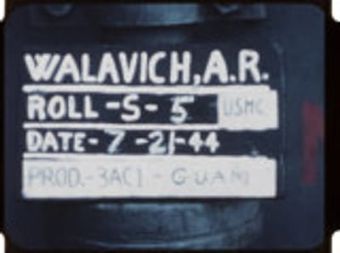 WALAVICH, A.R.
ROLL-S-5 USMC
DATE-7-21-44
PROD.-3AC1-GUAM